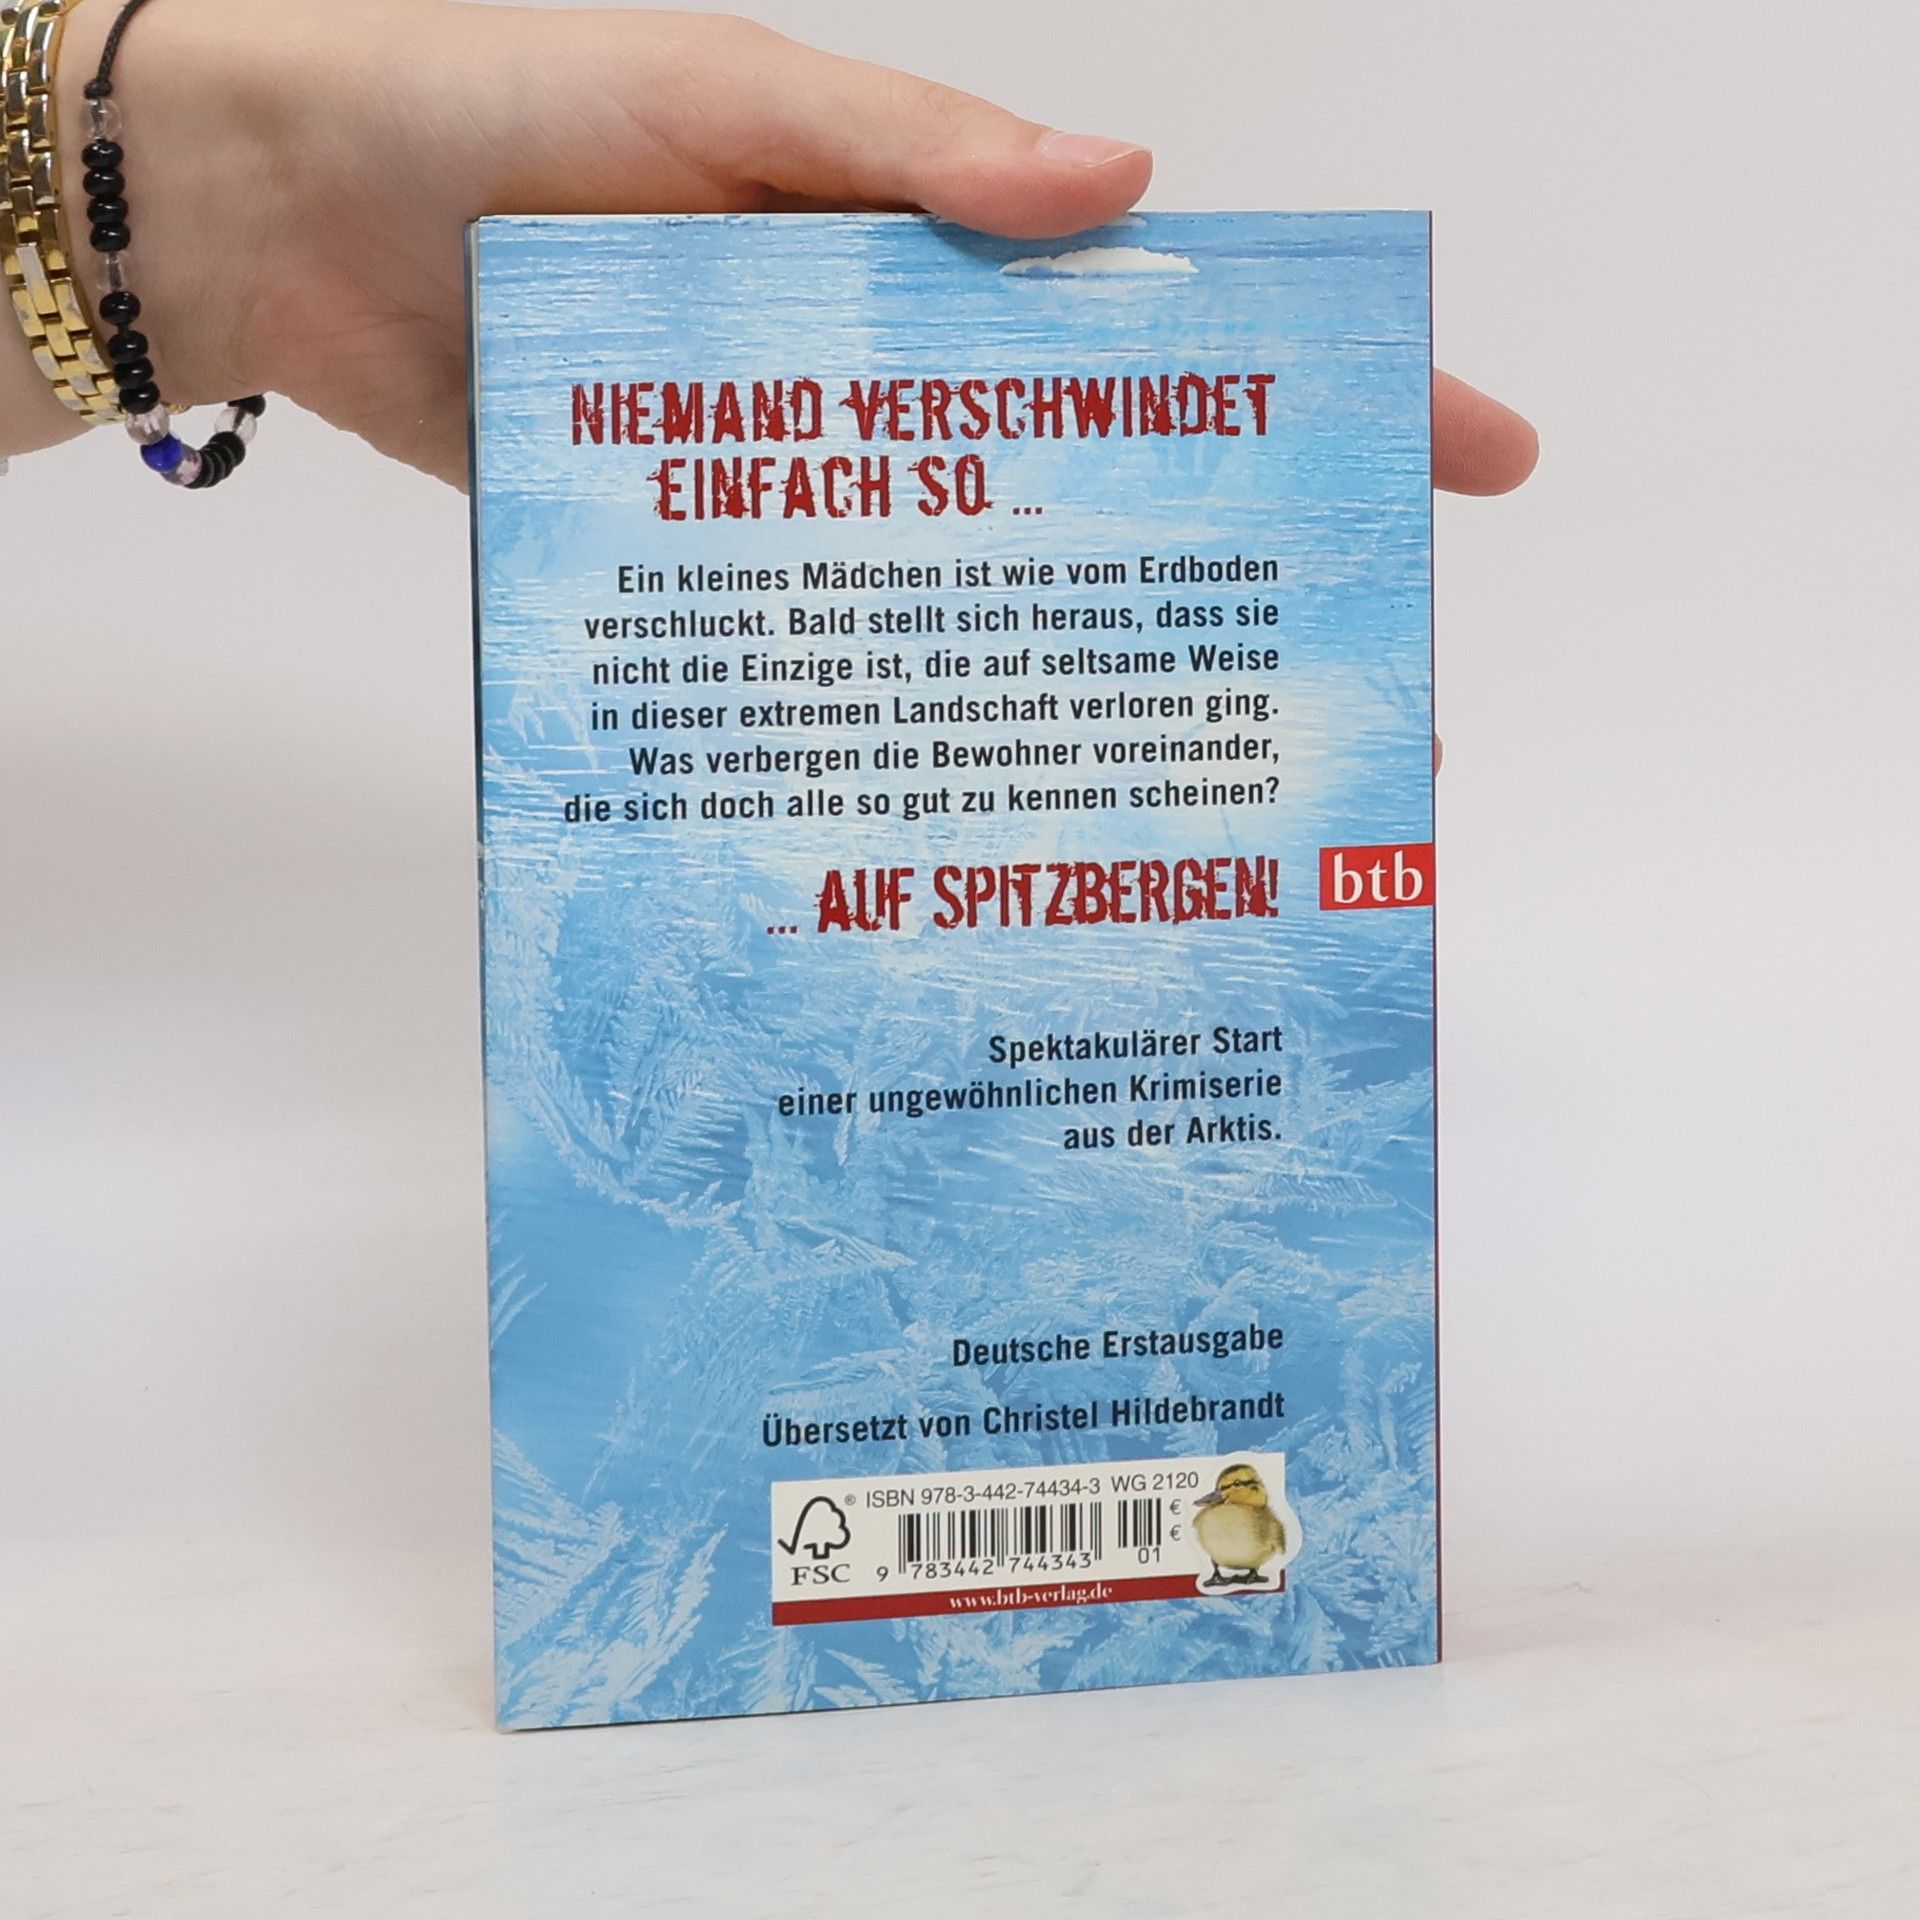 NIEMAND VERSCHWINDET
EINFACH SO ...
Ein kleines Mädchen ist wie vom Erdboden
verschluckt. Bald stellt sich heraus, dass sie
nicht die Einzige ist, die auf seltsame Weise
in dieser extremen Landschaft verloren ging.
Was verbergen die Bewohner voreinander,
die sich doch alle so gut zu kennen scheinen?
... AUF SPITZBERGEN!
btb
Spektakulärer Start
einer ungewöhnlichen Krimiserie
aus der Arktis.
Deutsche Erstausgabe
Übersetzt von Christel Hildebrandt
® ISBN 978-3-442-74434-3 WG 2120
€
€
FSC
9 783442 744343 01
www.btb-verlag.de